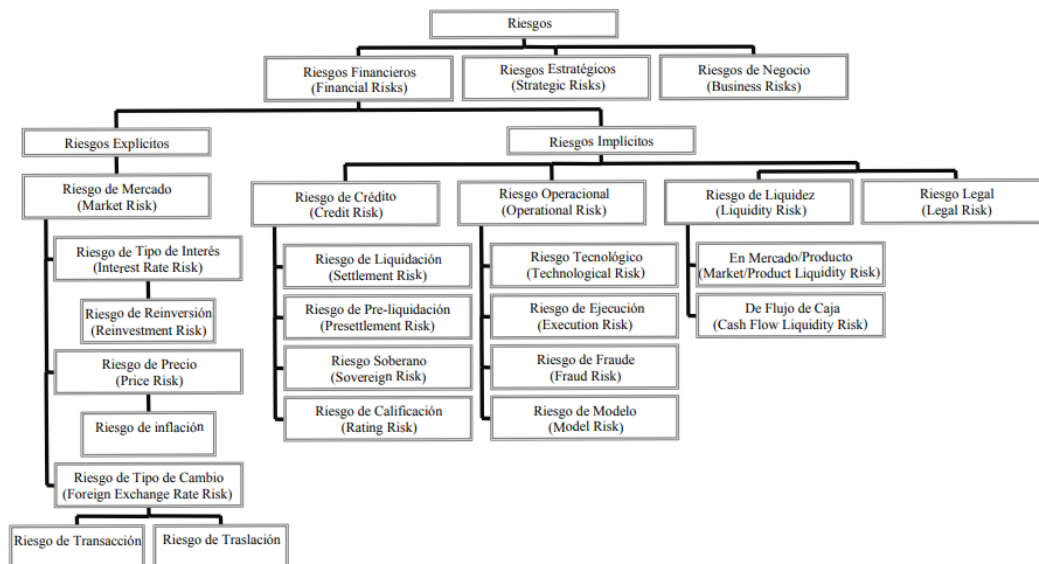 Riesgos
Riesgos Financieros
(Financial Risks)
Riesgos Estratégicos
(Strategic Risks)
Riesgos de Negocio
(Business Risks)
Riesgos Explícitos
Riesgos Implícitos
Riesgo de Mercado
(Market Risk)
Riesgo de Crédito
(Credit Risk)
Riesgo Operacional
(Operational Risk)
Riesgo de Liquidez
(Liquidity Risk)
Riesgo Legal
(Legal Risk)
Riesgo de Tipo de Interés
(Interest Rate Risk)
Riesgo de Reinversión
(Reinvestment Risk)
Riesgo de Precio
(Price Risk)
Riesgo de inflación
Riesgo de Tipo de Cambio
(Foreign Exchange Rate Risk)
Riesgo de Transacción
Riesgo de Traslación
Riesgo de Liquidación
(Settlement Risk)
Riesgo de Pre-liquidación
(Presettlement Risk)
Riesgo Soberano
(Sovereign Risk)
Riesgo de Calificación
(Rating Risk)
Riesgo Tecnológico
(Technological Risk)
Riesgo de Ejecución
(Execution Risk)
Riesgo de Fraude
(Fraud Risk)
Riesgo de Modelo
(Model Risk)
En Mercado/Producto
(Market/Product Liquidity Risk)
De Flujo de Caja
(Cash Flow Liquidity Risk)